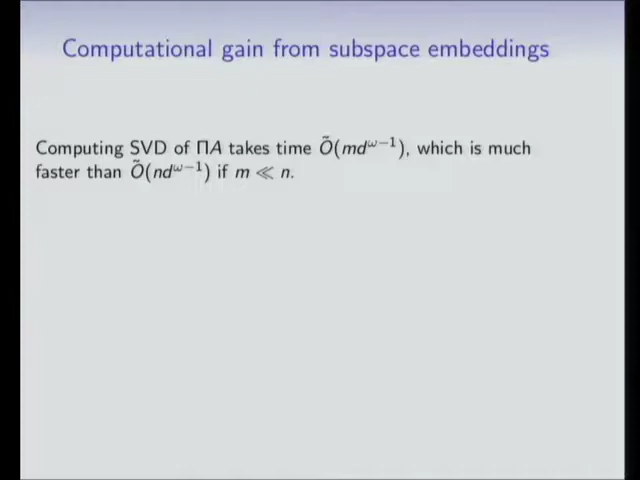 Computational gain from subspace embeddings
Computing SVD of ΠA takes time Õ(md^{ω−1}), which is much
faster than Õ(nd^{ω−1}) if m ≪ n.